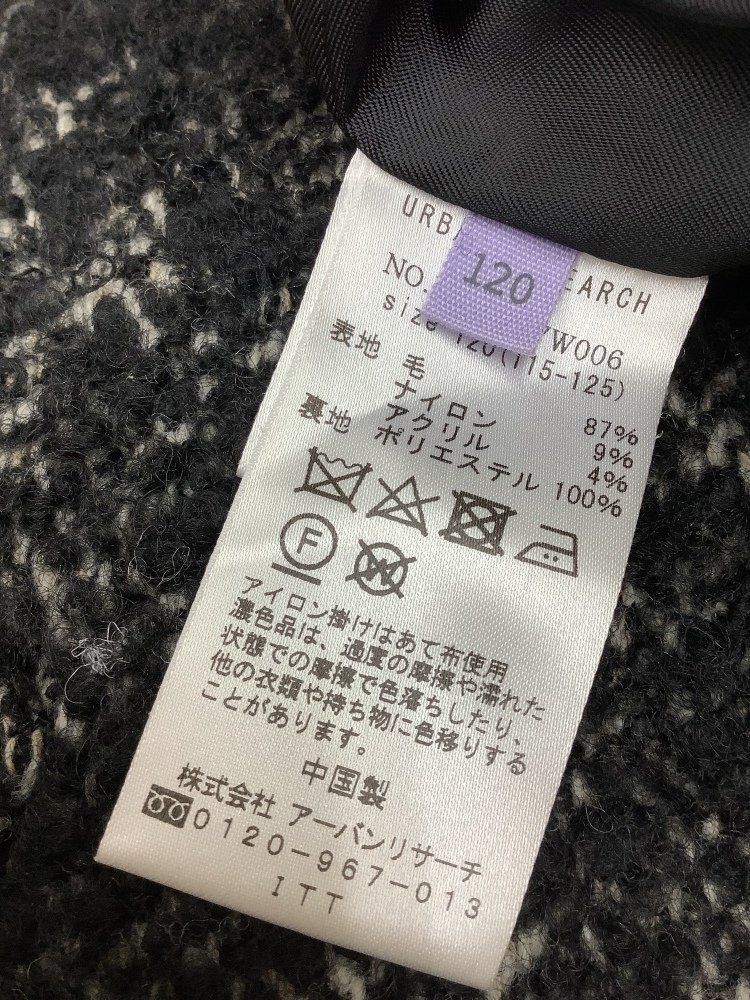 URB
EARCH
120
NO.
W006
size 120(115-125)
表地 毛 87%
ナイロン 9%
アクリル 4%
裏地 ポリエステル 100%
F
W
アイロン掛けはあて布使用
濃色品は、過度の摩擦や濡れた
状態での摩擦で色落ちしたり、
他の衣類や持ち物に色移りする
ことがあります。
中国製
株式会社 アーバンリサーチ
0120-967-013
ITT